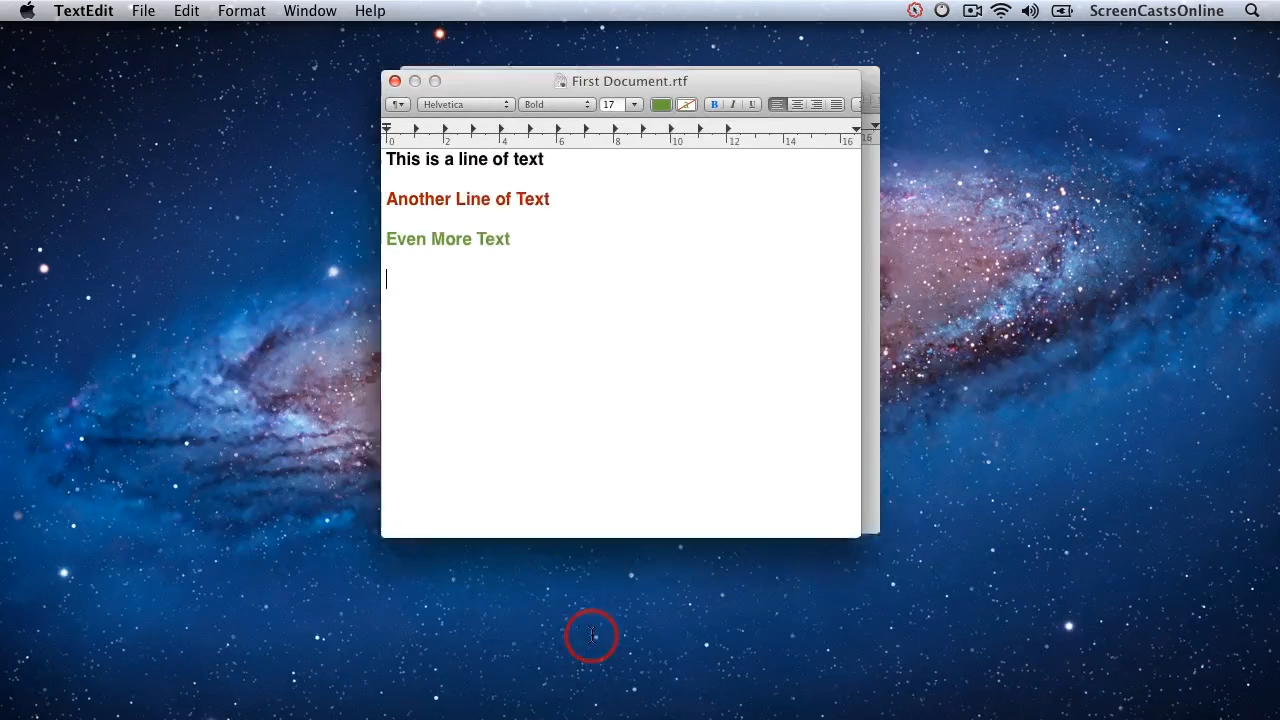 TextEdit File Edit Format Window Help ScreenCastsOnline
First Document.rtf
¶ Helvetica Bold 17 a B I U
0 2 4 6 8 10 12 14 16 16
This is a line of text
Another Line of Text
Even More Text